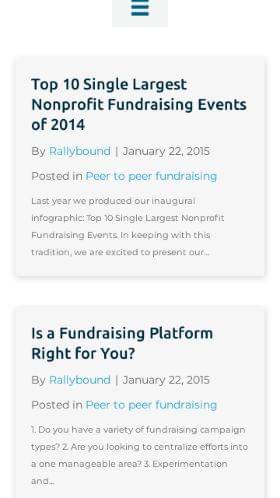 Top 10 Single Largest
Nonprofit Fundraising Events
of 2014
By Rallybound | January 22, 2015
Posted in Peer to peer fundraising
Last year we produced our inaugural
infographic: Top 10 Single Largest Nonprofit
Fundraising Events. In keeping with this
tradition, we are excited to present our...
Is a Fundraising Platform
Right for You?
By Rallybound | January 22, 2015
Posted in Peer to peer fundraising
1. Do you have a variety of fundraising campaign
types? 2. Are you looking to centralize efforts into
a one manageable area? 3. Experimentation
and...